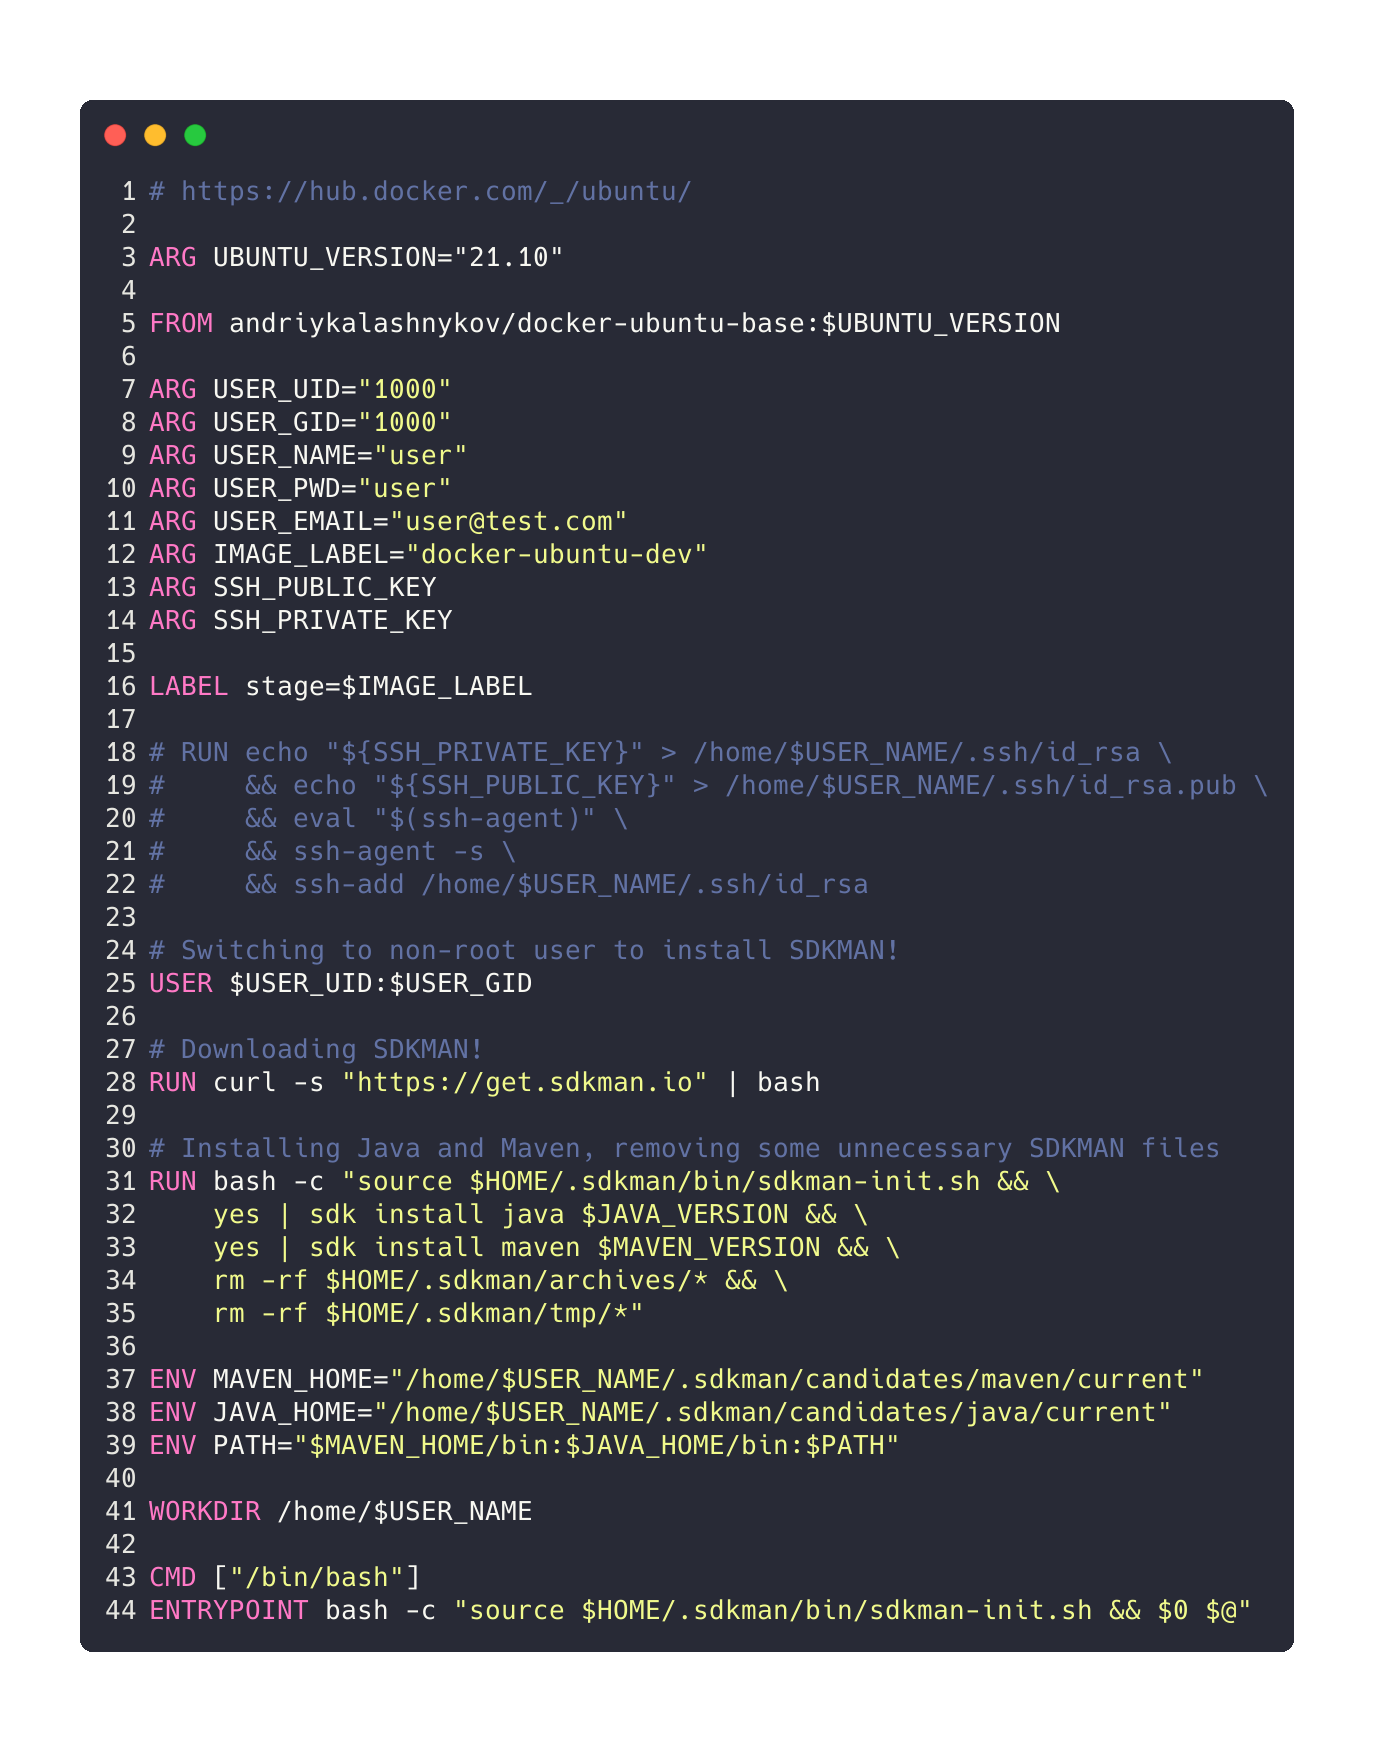 1 # https://hub.docker.com/_/ubuntu/
2
3 ARG UBUNTU_VERSION="21.10"
4
5 FROM andriykalashnykov/docker-ubuntu-base:$UBUNTU_VERSION
6
7 ARG USER_UID="1000"
8 ARG USER_GID="1000"
9 ARG USER_NAME="user"
10 ARG USER_PWD="user"
11 ARG USER_EMAIL="user@test.com"
12 ARG IMAGE_LABEL="docker-ubuntu-dev"
13 ARG SSH_PUBLIC_KEY
14 ARG SSH_PRIVATE_KEY
15
16 LABEL stage=$IMAGE_LABEL
17
18 # RUN echo "${SSH_PRIVATE_KEY}" > /home/$USER_NAME/.ssh/id_rsa \
19 #     && echo "${SSH_PUBLIC_KEY}" > /home/$USER_NAME/.ssh/id_rsa.pub \
20 #     && eval "$(ssh-agent)" \
21 #     && ssh-agent -s \
22 #     && ssh-add /home/$USER_NAME/.ssh/id_rsa
23
24 # Switching to non-root user to install SDKMAN!
25 USER $USER_UID:$USER_GID
26
27 # Downloading SDKMAN!
28 RUN curl -s "https://get.sdkman.io" | bash
29
30 # Installing Java and Maven, removing some unnecessary SDKMAN files
31 RUN bash -c "source $HOME/.sdkman/bin/sdkman-init.sh && \
32     yes | sdk install java $JAVA_VERSION && \
33     yes | sdk install maven $MAVEN_VERSION && \
34     rm -rf $HOME/.sdkman/archives/* && \
35     rm -rf $HOME/.sdkman/tmp/*"
36
37 ENV MAVEN_HOME="/home/$USER_NAME/.sdkman/candidates/maven/current"
38 ENV JAVA_HOME="/home/$USER_NAME/.sdkman/candidates/java/current"
39 ENV PATH="$MAVEN_HOME/bin:$JAVA_HOME/bin:$PATH"
40
41 WORKDIR /home/$USER_NAME
42
43 CMD ["/bin/bash"]
44 ENTRYPOINT bash -c "source $HOME/.sdkman/bin/sdkman-init.sh && $0 $@"